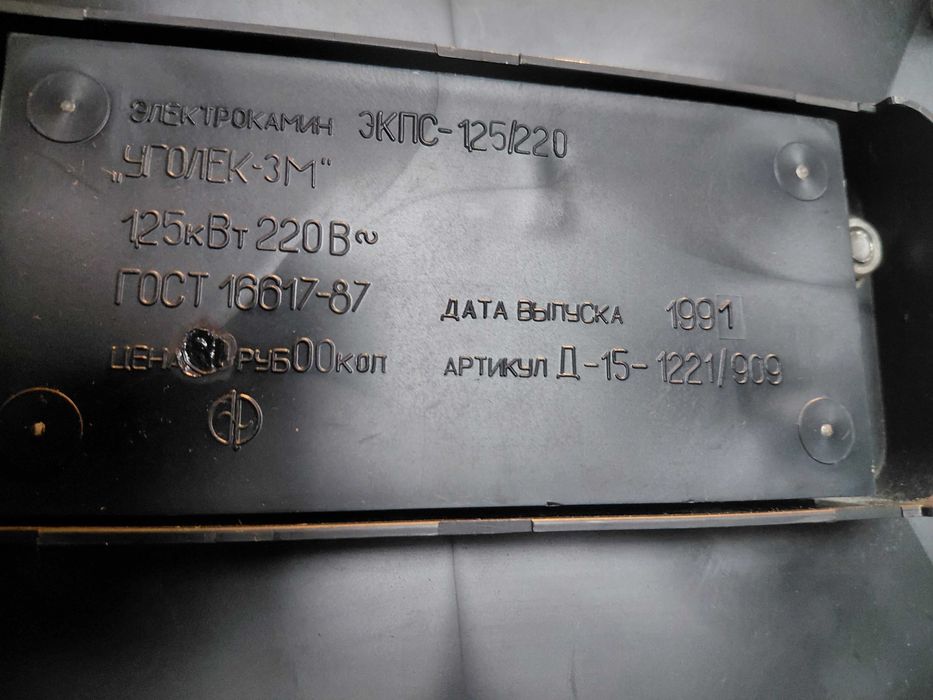 ЭЛЕКТРОКАМИН ЭКПС-1,25/220
„УГОЛЕК-3М“
1,25кВт 220В~
ГОСТ 16617-87
ДАТА ВЫПУСКА 1991
ЦЕНА РУБ00КОП
АРТИКУЛ Д-15-1221/909